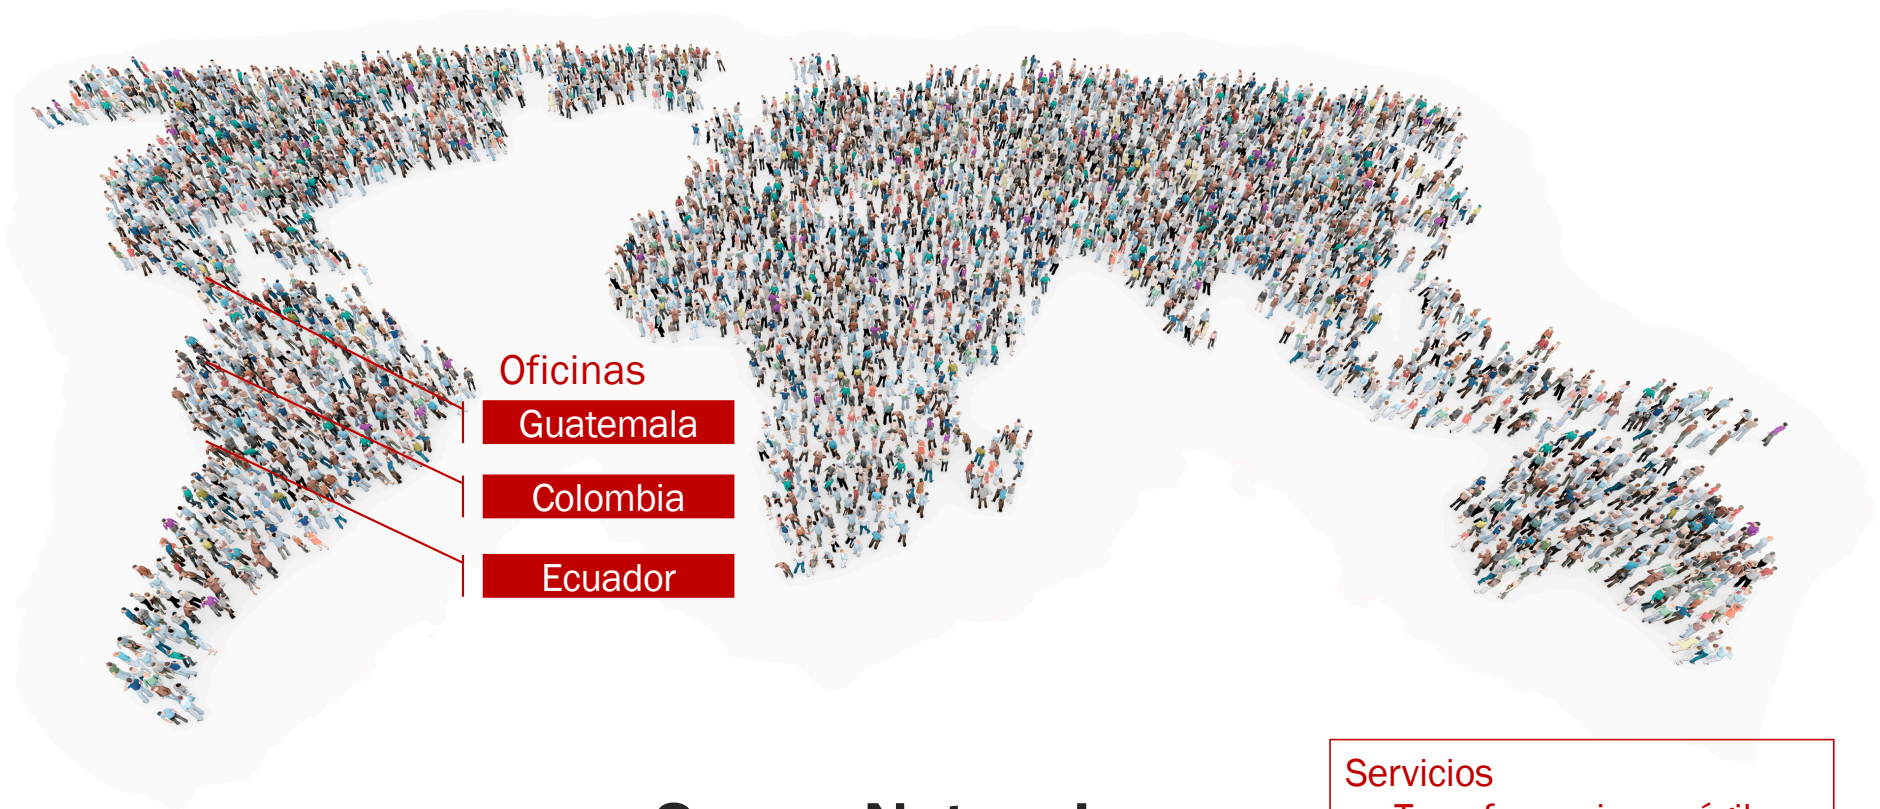 Oficinas
Guatemala
Colombia
Ecuador
Servicios